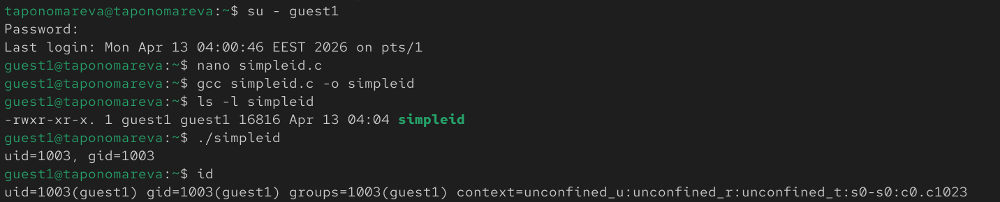 taponomareva@taponomareva:~$ su - guest1
Password:
Last login: Mon Apr 13 04:00:46 EEST 2026 on pts/1
guest1@taponomareva:~$ nano simpleid.c
guest1@taponomareva:~$ gcc simpleid.c -o simpleid
guest1@taponomareva:~$ ls -l simpleid
-rwxr-xr-x. 1 guest1 guest1 16816 Apr 13 04:04 simpleid
guest1@taponomareva:~$ ./simpleid
uid=1003, gid=1003
guest1@taponomareva:~$ id
uid=1003(guest1) gid=1003(guest1) groups=1003(guest1) context=unconfined_u:unconfined_r:unconfined_t:s0-s0:c0.c1023